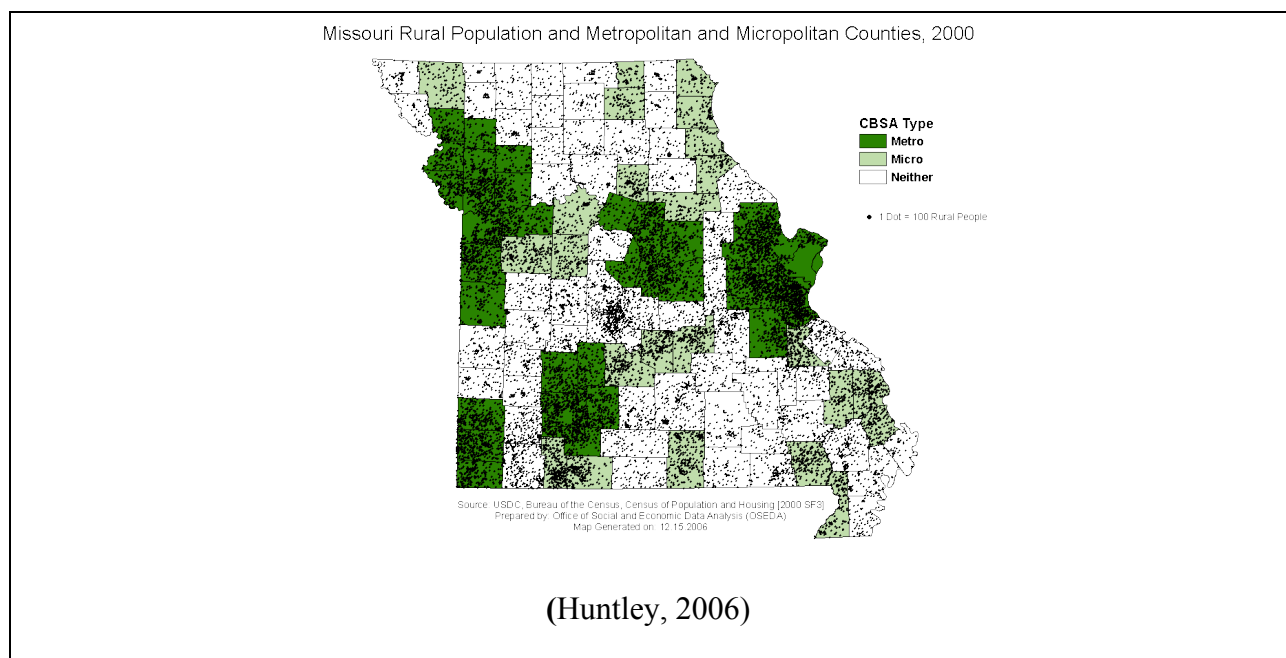 Missouri Rural Population and Metropolitan and Micropolitan Counties, 2000
CBSA Type
Metro
Micro
Neither
1 Dot = 100 Rural People
Source: USDC, Bureau of the Census, Census of Population and Housing [2000 SF3]
Prepared by: Office of Social and Economic Data Analysis (OSEDA)
Map Generated on: 12.15.2006
(Huntley, 2006)